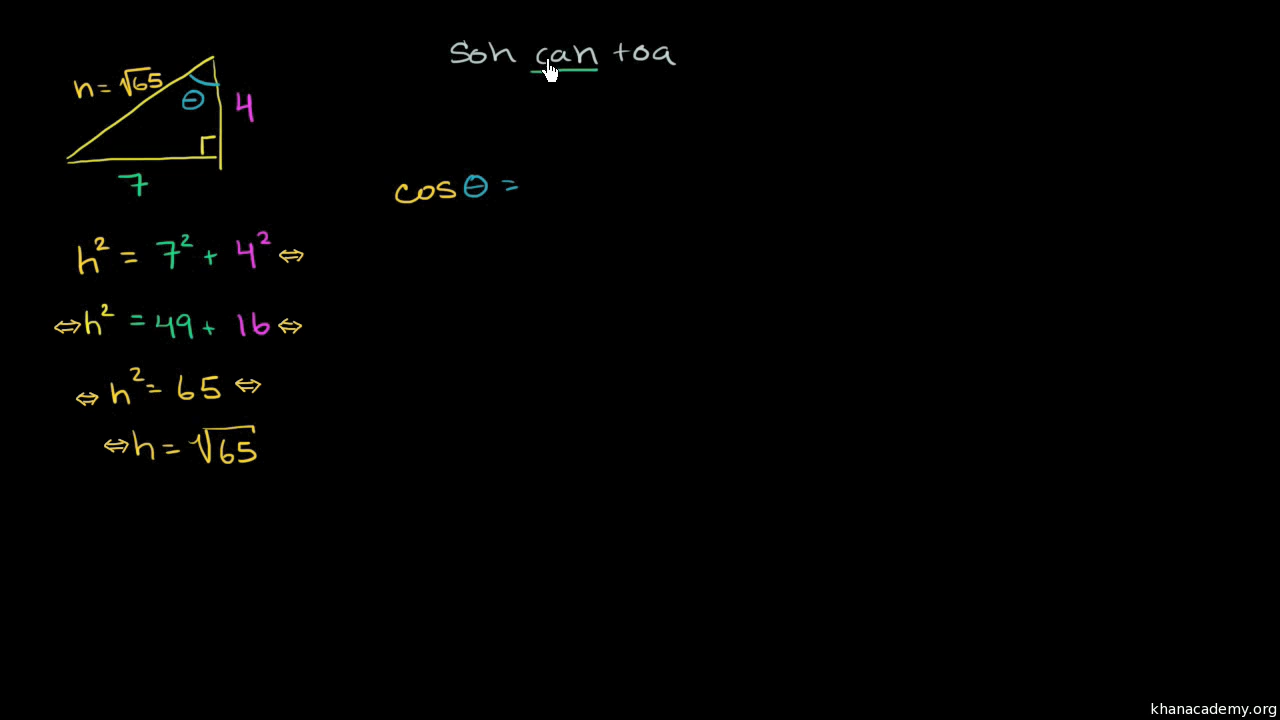 soh cah toa
h = √65
θ
4
7
cos θ =
h² = 7² + 4² ⇔
⇔ h² = 49 + 16 ⇔
⇔ h² = 65 ⇔
⇔ h = √65
khanacademy.org